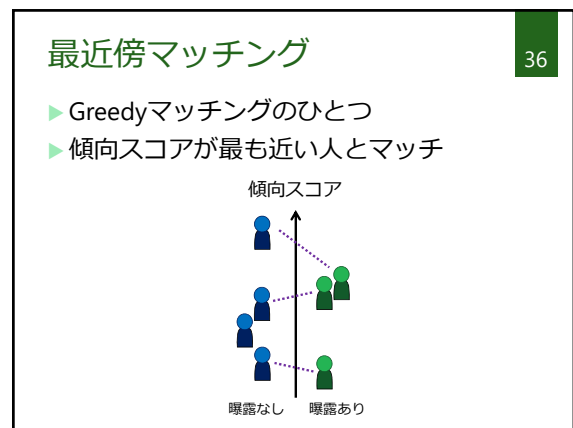 最近傍マッチング
36
Greedyマッチングのひとつ
傾向スコアが最も近い人とマッチ
傾向スコア
曝露なし
曝露あり